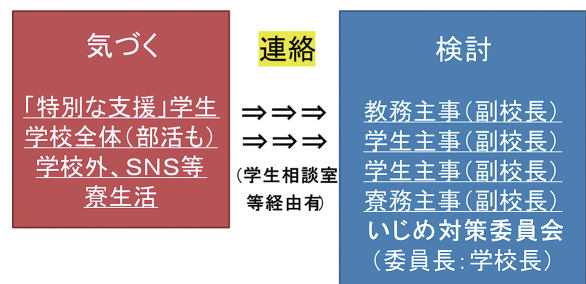 気づく
「特別な支援」学生
学校全体（部活も）
学校外、ＳＮＳ等
寮生活
連絡
⇒⇒⇒
⇒⇒⇒
（学生相談室
等経由有）
検討
教務主事（副校長）
学生主事（副校長）
学生主事（副校長）
寮務主事（副校長）
いじめ対策委員会
（委員長：学校長）